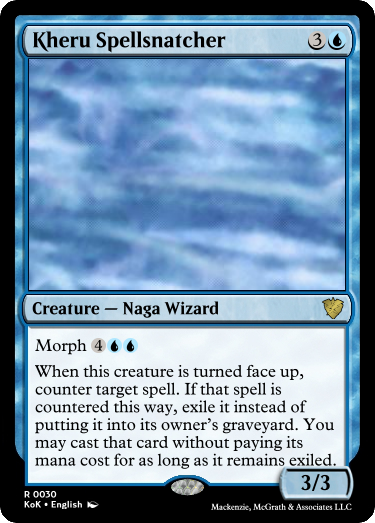 Kheru Spellsnatcher 3
Creature — Naga Wizard
Morph 4
When this creature is turned face up,
counter target spell. If that spell is
countered this way, exile it instead of
putting it into its owner's graveyard. You
may cast that card without paying its
mana cost for as long as it remains exiled.
3/3
R 0030
KoK • English
Mackenzie, McGrath & Associates LLC